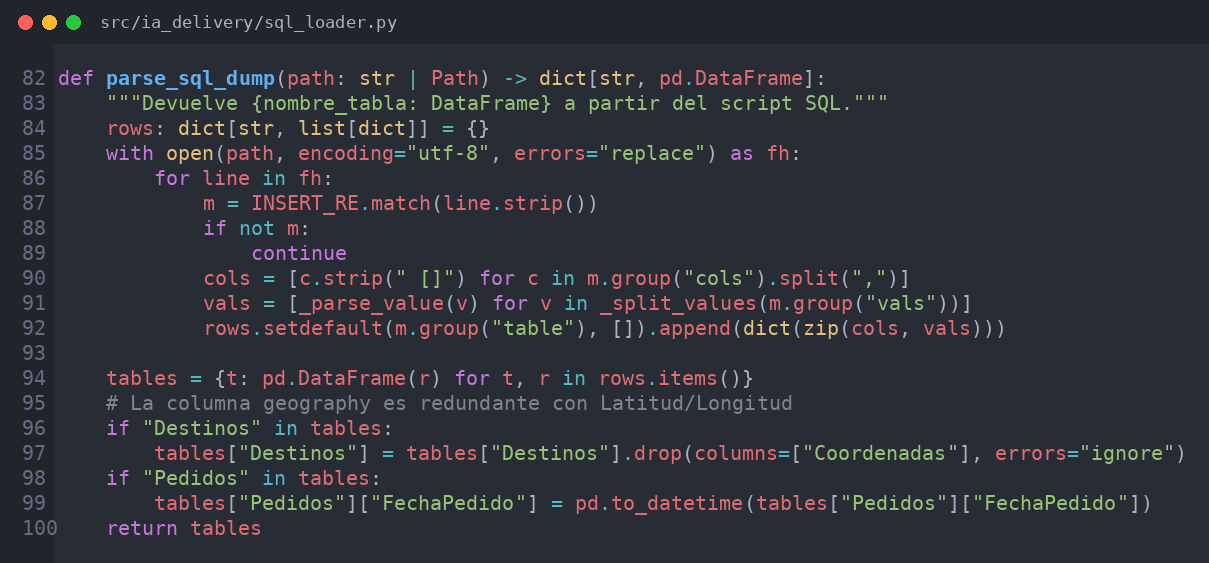 src/ia_delivery/sql_loader.py
82 def parse_sql_dump(path: str | Path) -> dict[str, pd.DataFrame]:
83     """Devuelve {nombre_tabla: DataFrame} a partir del script SQL."""
84     rows: dict[str, list[dict]] = {}
85     with open(path, encoding="utf-8", errors="replace") as fh:
86         for line in fh:
87             m = INSERT_RE.match(line.strip())
88             if not m:
89                 continue
90             cols = [c.strip(" []") for c in m.group("cols").split(",")]
91             vals = [_parse_value(v) for v in _split_values(m.group("vals"))]
92             rows.setdefault(m.group("table"), []).append(dict(zip(cols, vals)))
93
94     tables = {t: pd.DataFrame(r) for t, r in rows.items()}
95     # La columna geography es redundante con Latitud/Longitud
96     if "Destinos" in tables:
97         tables["Destinos"] = tables["Destinos"].drop(columns=["Coordenadas"], errors="ignore")
98     if "Pedidos" in tables:
99         tables["Pedidos"]["FechaPedido"] = pd.to_datetime(tables["Pedidos"]["FechaPedido"])
100    return tables